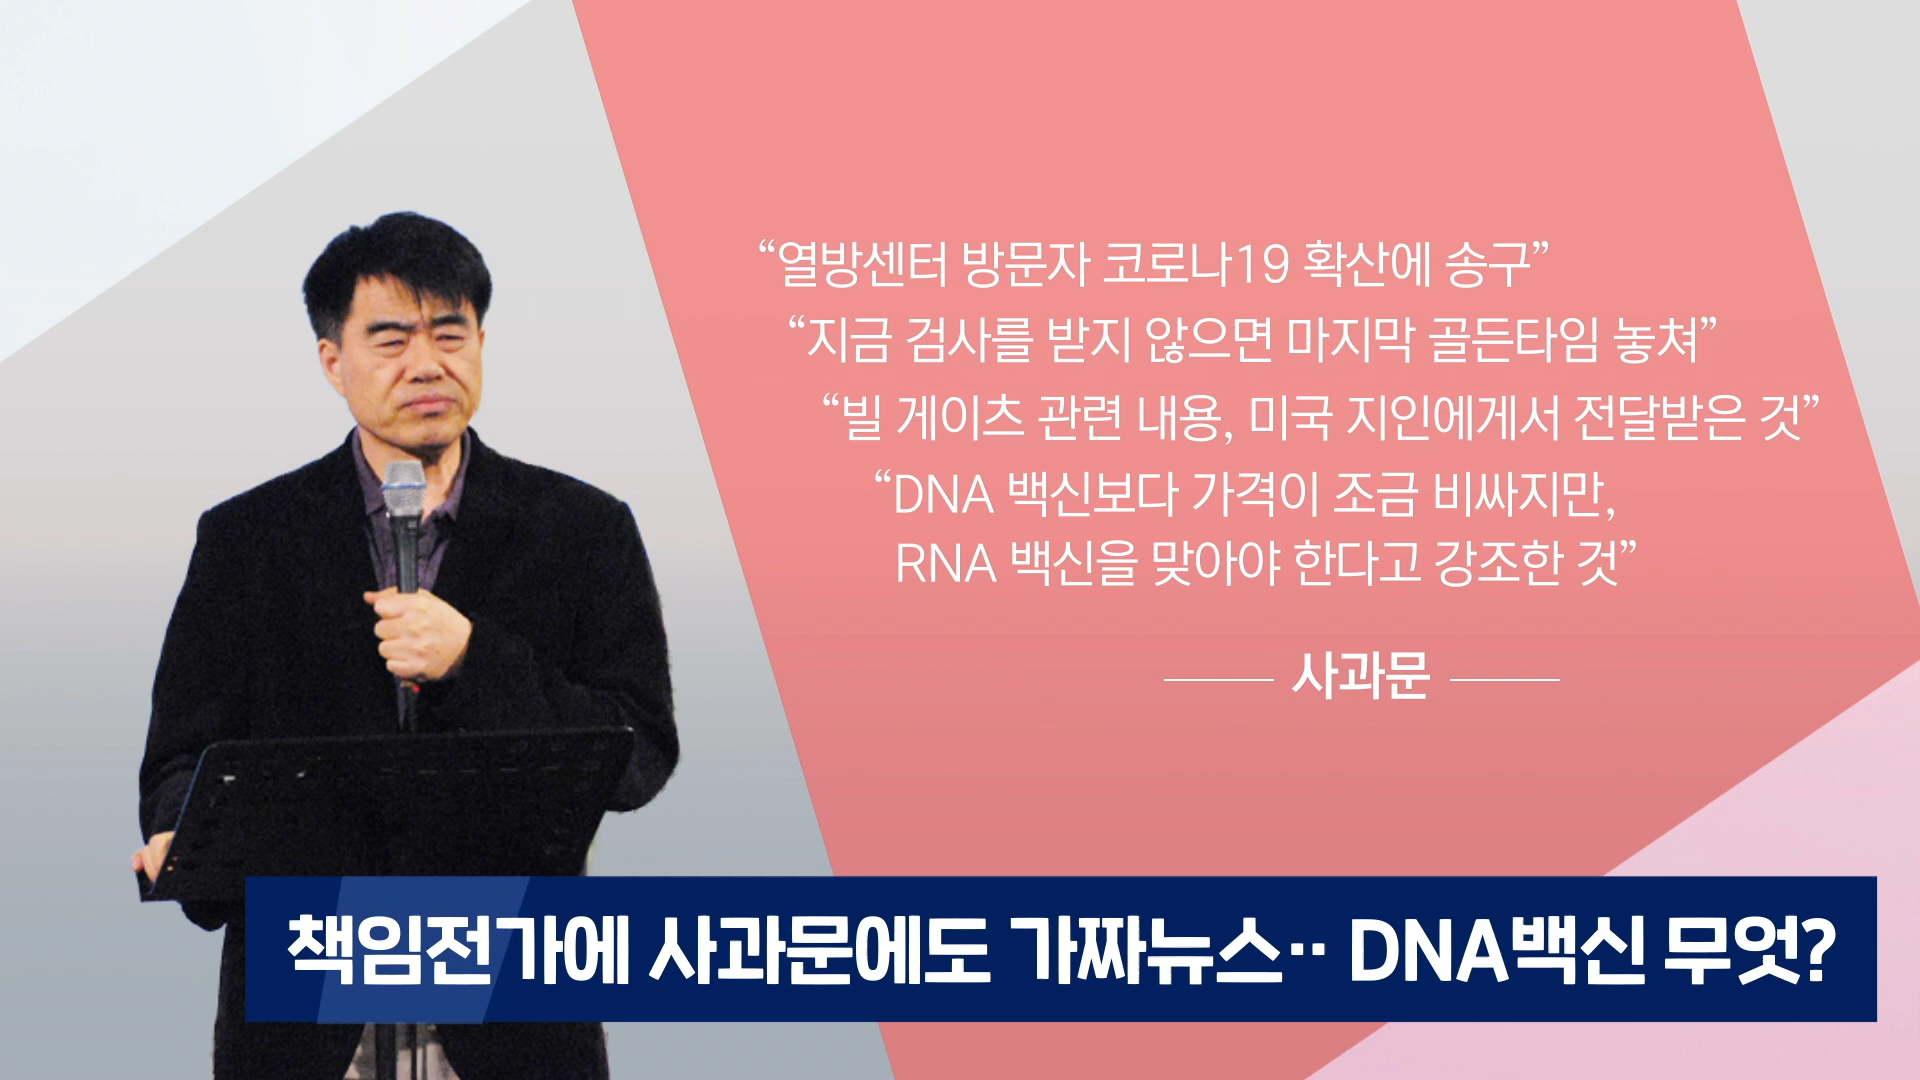 “열방센터 방문자 코로나19 확산에 송구”
“지금 검사를 받지 않으면 마지막 골든타임 놓쳐”
“빌 게이츠 관련 내용, 미국 지인에게서 전달받은 것”
“DNA 백신보다 가격이 조금 비싸지만,
RNA 백신을 맞아야 한다고 강조한 것”
사과문
책임전가에 사과문에도 가짜뉴스·· DNA백신 무엇?